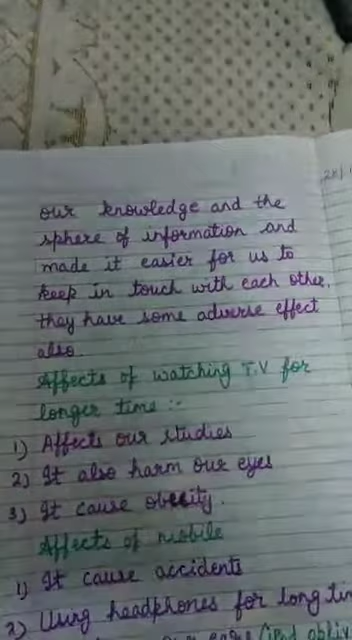 our knowledge and the
sphere of information and
made it easier for us to
keep in touch with each other,
they have some adverse effect
also.
Affects of watching T.V for
longer time :-
1) Affects our studies
2) It also harm our eyes
3) It cause obesity.
Affects of mobile
1) It cause accidents
2) Using headphones for long